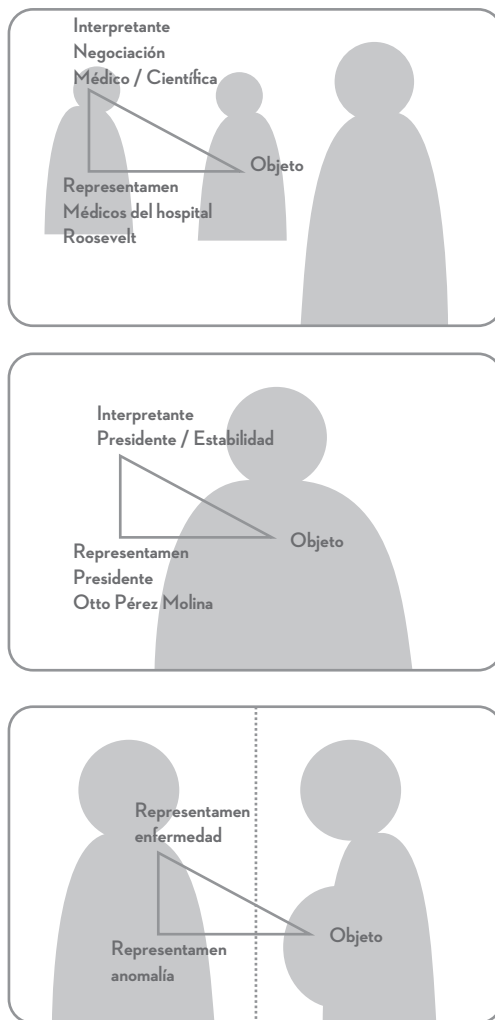 Interpretante
Negociación
Médico / Científica
Objeto
Representamen
Médicos del hospital
Roosevelt
Interpretante
Presidente / Estabilidad
Objeto
Representamen
Presidente
Otto Pérez Molina
Representamen
enfermedad
Objeto
Representamen
anomalía